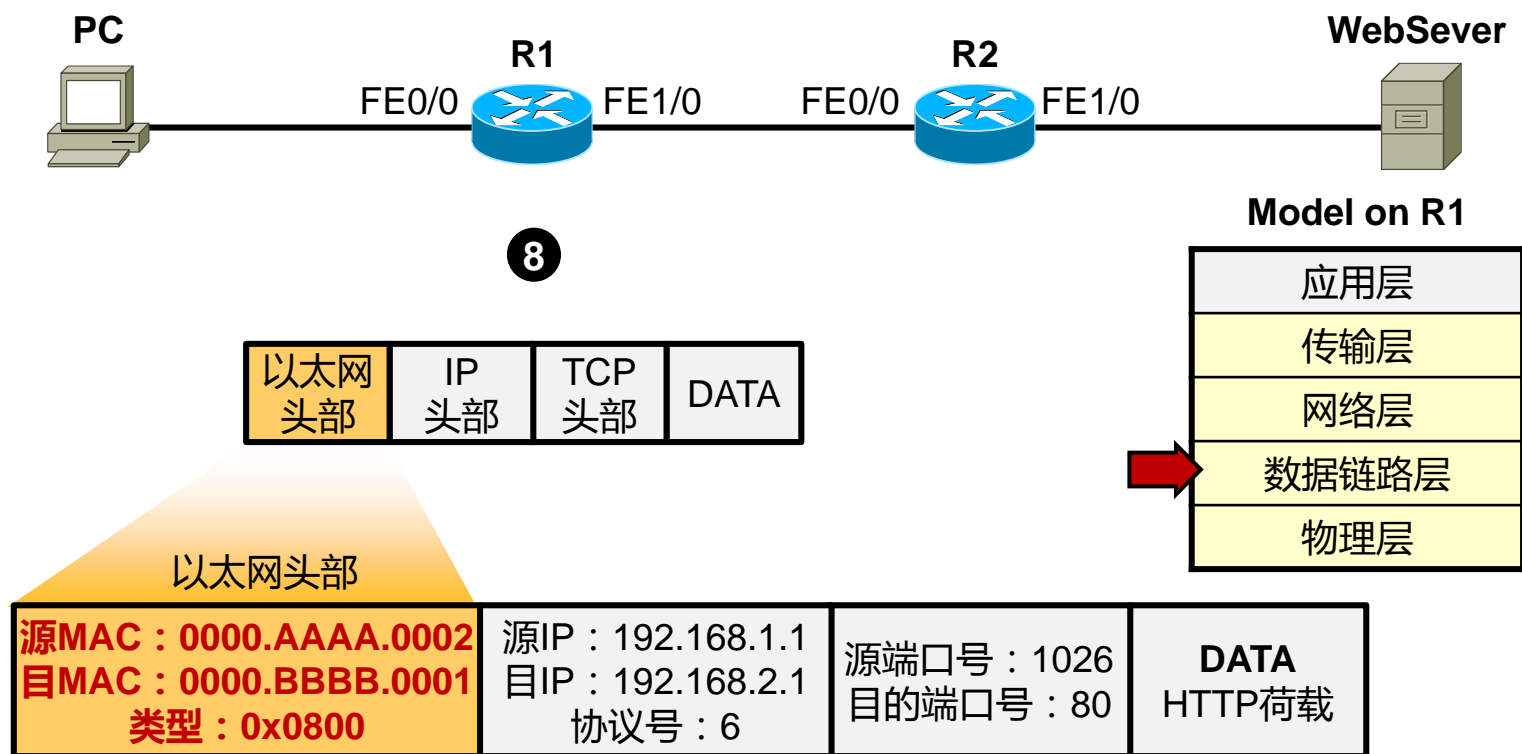 PC
R1
R2
WebSever
FE0/0
FE1/0
FE0/0
FE1/0
Model on R1
8
应用层
传输层
网络层
数据链路层
物理层
以太网
头部
IP
头部
TCP
头部
DATA
以太网头部
源MAC：0000.AAAA.0002
目MAC：0000.BBBB.0001
类型：0x0800
源IP：192.168.1.1
目IP：192.168.2.1
协议号：6
源端口号：1026
目的端口号：80
DATA
HTTP荷载